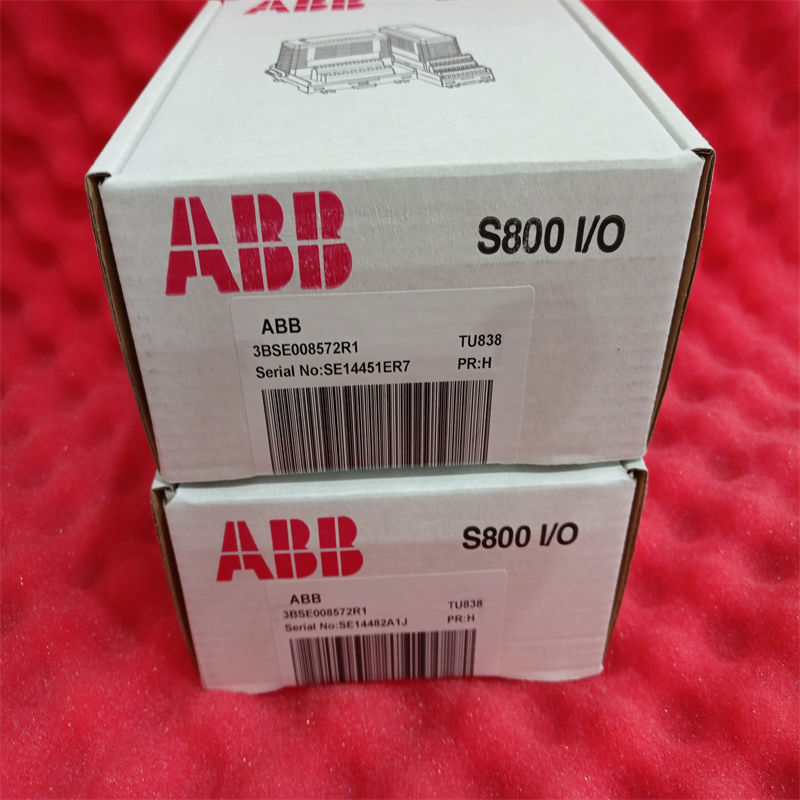 ABB
ABB
S800 I/O
ABB
3BSE008572R1
TU838
Serial No:SE14451ER7
PR:H
ABB
S800 I/O
ABB
3BSE008572R1
TU838
Serial No:SE14482A1J
PR:H